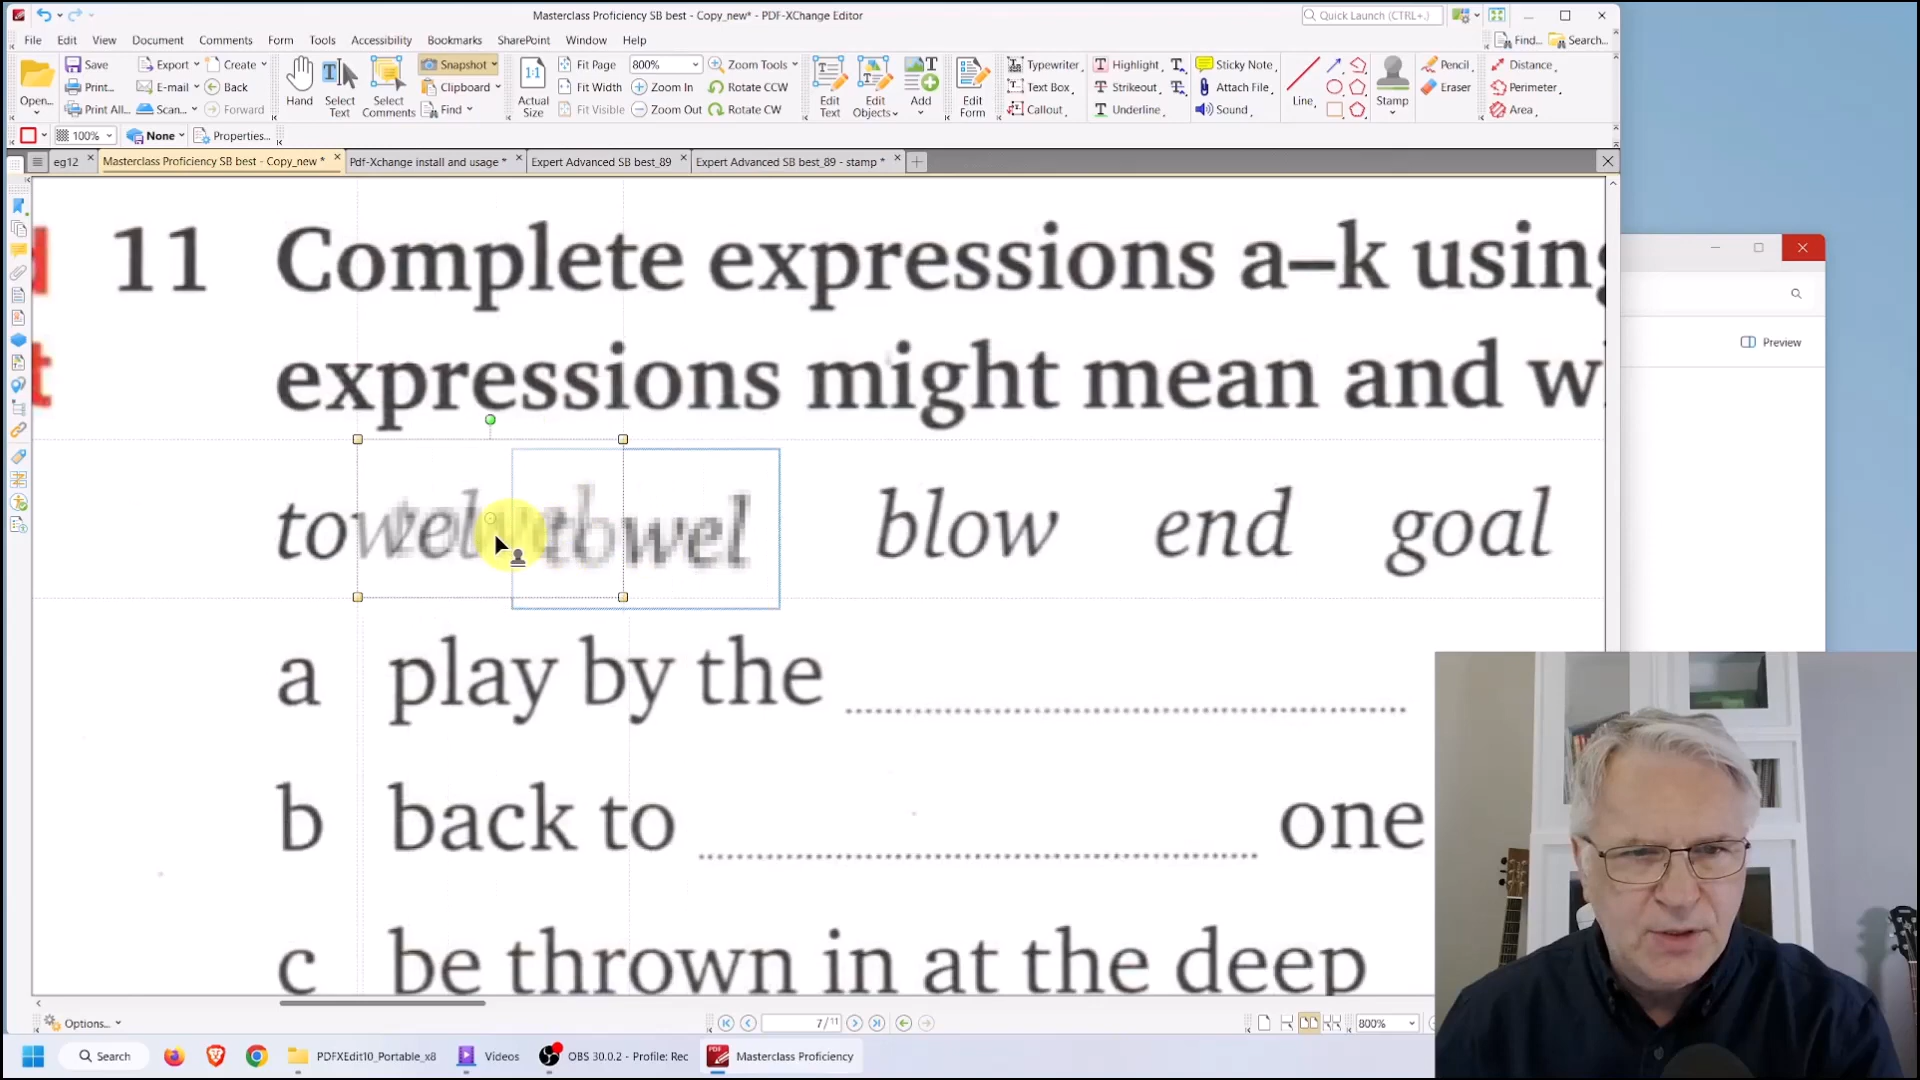 Masterclass Proficiency SB best - Copy_new* - PDF-XChange Editor
Quick Launch (CTRL+.)
File Edit View Document Comments Form Tools Accessibility Bookmarks SharePoint Window Help
Find... Search...
Open...
Save
Print...
Print All...
Export
E-mail
Scan...
Create
Back
Forward
Hand
Select Text
Select Comments
Snapshot
Clipboard
Find
1:1
Actual Size
Fit Page
Fit Width
Fit Visible
800%
Zoom In
Zoom Out
Zoom Tools
Rotate CCW
Rotate CW
Edit Text
Edit Objects
Add
Edit Form
Typewriter
Text Box
Callout
Highlight
Strikeout
Underline
Sticky Note
Attach File
Sound
Line
Stamp
Pencil
Eraser
Distance
Perimeter
Area
100% None Properties...
eg12 Masterclass Proficiency SB best - Copy_new * Pdf-Xchange install and usage * Expert Advanced SB best_89 Expert Advanced SB best_89 - stamp *
11 Complete expressions a–k using
expressions might mean and w
towel towel blow end goal
a play by the
b back to one
c be thrown in at the deep
Preview
Options...
7/11
800%
Search PDFXEdit10_Portable_x8 Videos OBS 30.0.2 - Profile: Rec Masterclass Proficiency